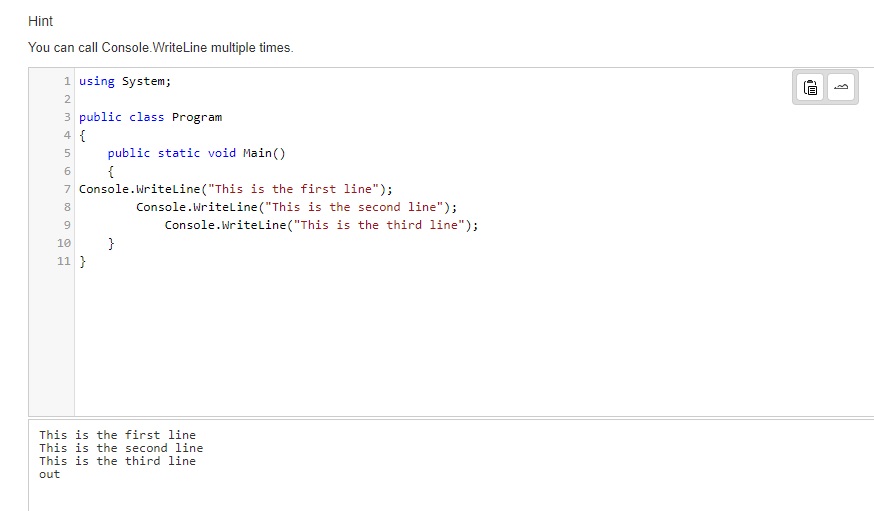 Hint
You can call Console.WriteLine multiple times.
1 using System;
2
3 public class Program
4 {
5     public static void Main()
6     {
7 Console.WriteLine("This is the first line");
8         Console.WriteLine("This is the second line");
9             Console.WriteLine("This is the third line");
10     }
11 }
This is the first line
This is the second line
This is the third line
out